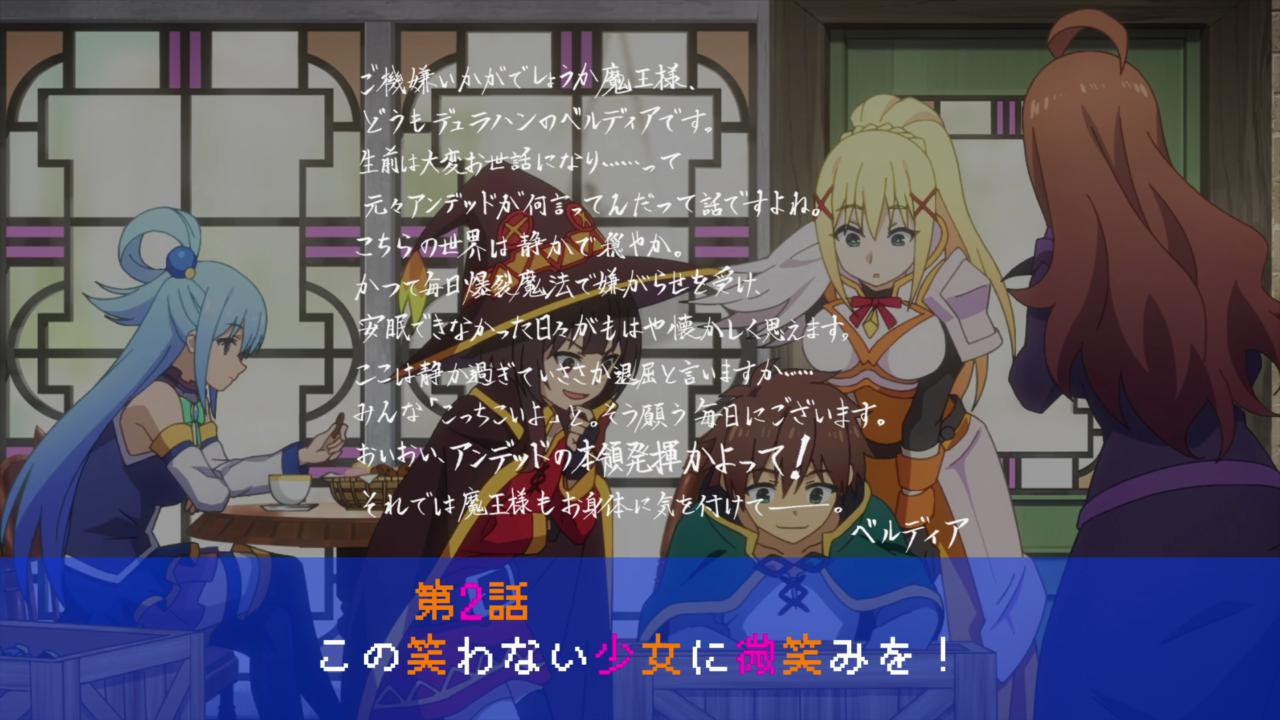 ご機嫌いかがでしょうか魔王様、
どうもデュラハンのベルディアです。
生前は大変お世話になり……って
元々アンデッドが何言ってんだって話ですよね。
こちらの世界は静かで穏やか。
かつて毎日爆裂魔法で嫌がらせを受け、
安眠できなかった日々がもはや懐かしく思えます。
ここは静か過ぎていささか退屈と言いますか……
みんな「こっちこいよ」と。そう願う毎日にございます。
おいおい、アンデッドの本領発揮かよって！
それでは魔王様もお身体に気を付けて――。
ベルディア
第2話
この笑わない少女に微笑みを！